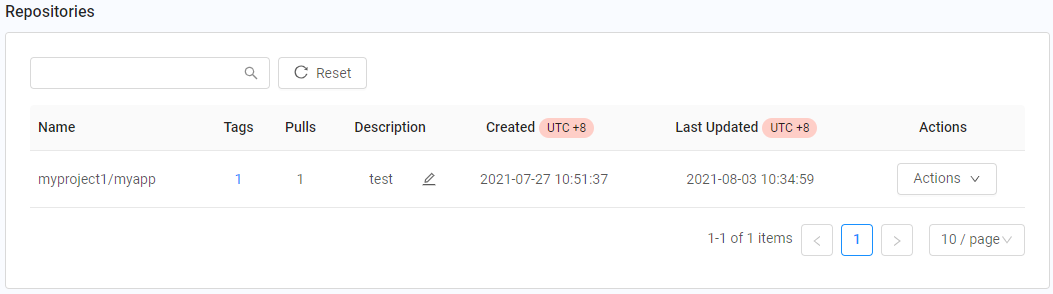 Repositories
Reset
Name Tags Pulls Description Created UTC +8 Last Updated UTC +8 Actions
myproject1/myapp 1 1 test 2021-07-27 10:51:37 2021-08-03 10:34:59 Actions
1-1 of 1 items < 1 > 10 / page